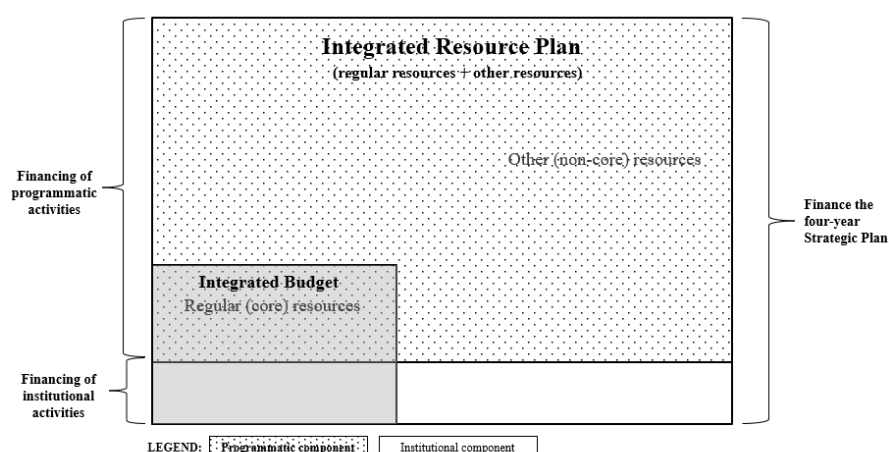 Integrated Resource Plan
(regular resources + other resources)
Other (non-core) resources
Financing of
programmatic
activities
Finance the
four-year
Strategic Plan
Integrated Budget
Regular (core) resources
Financing of
institutional
activities
LEGEND: Programmatic component Institutional component